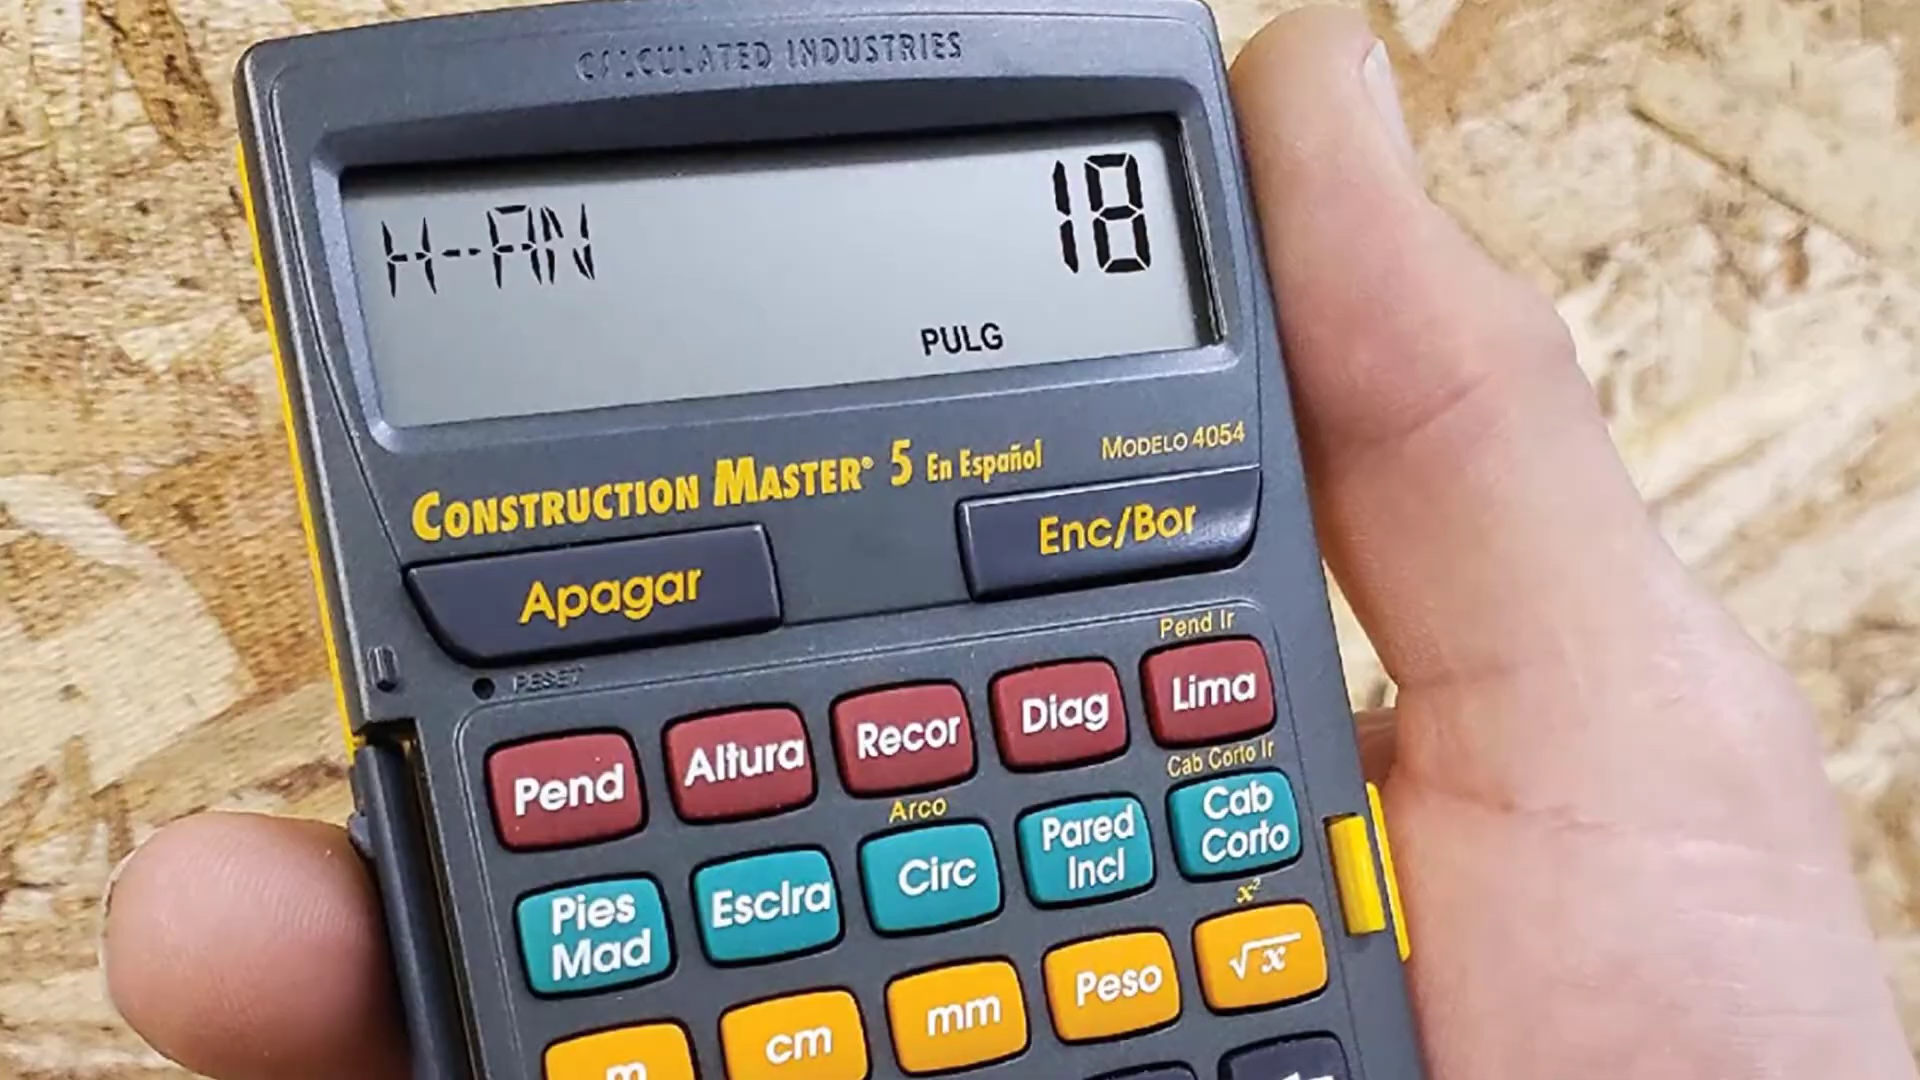 CALCULATED INDUSTRIES
H--AN 18
PULG
CONSTRUCTION MASTER® 5 En Español MODELO 4054
Apagar Enc/Bor
RESET
Pend Ir
Pend Altura Recor Diag Lima
Arco Cab Corto Ir
Pies Mad Esclra Circ Pared Incl Cab Corto
x²
m cm mm Peso √x